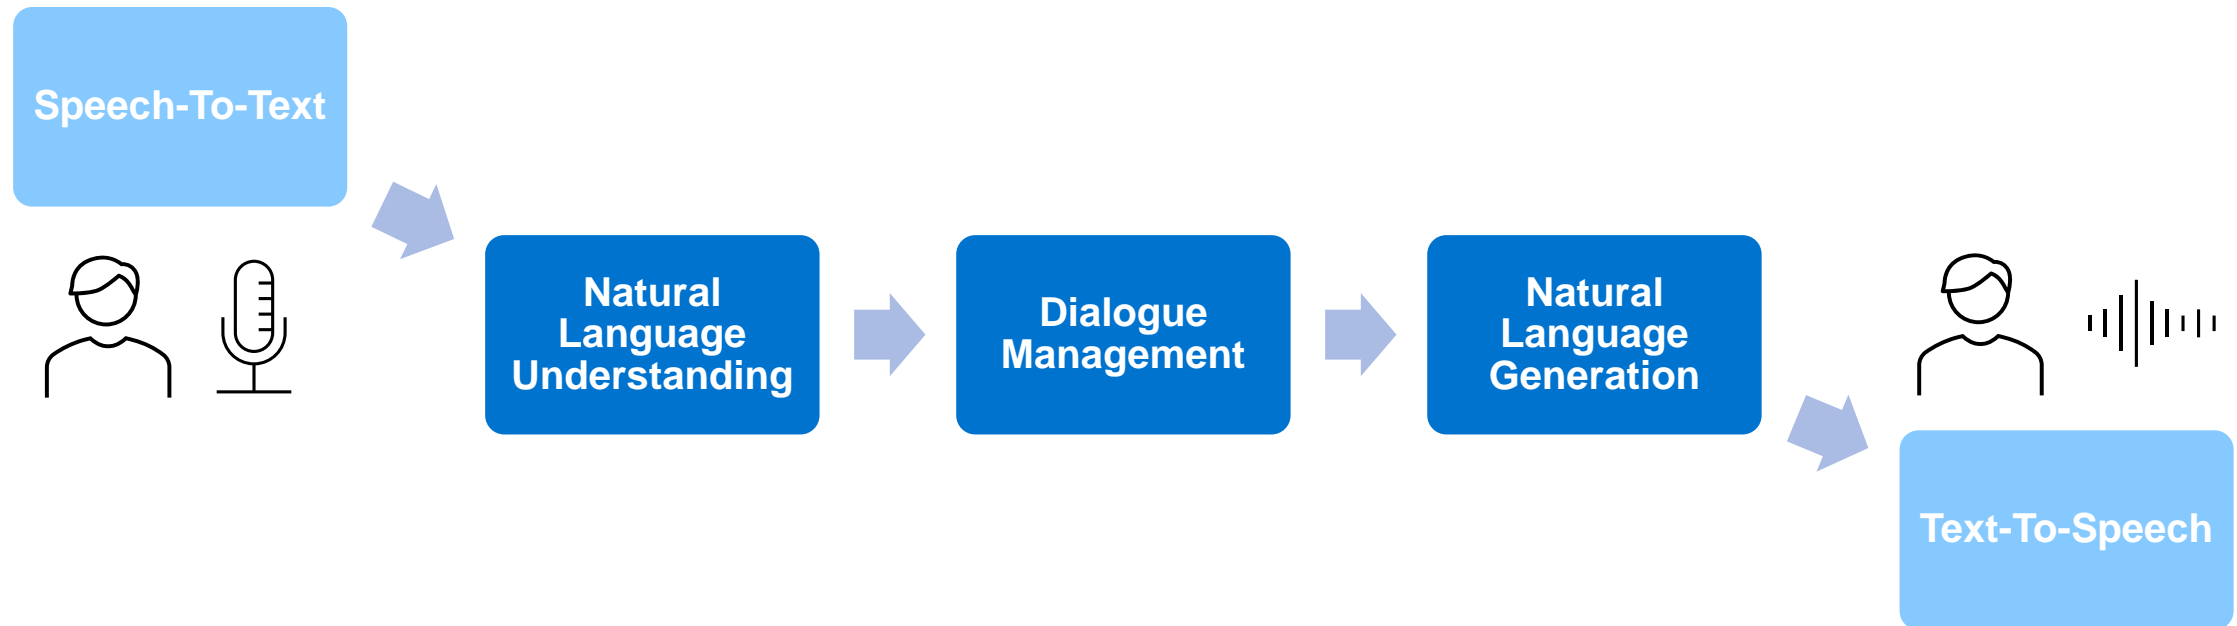 Speech-To-Text
Natural
Language
Understanding
Dialogue
Management
Natural
Language
Generation
Text-To-Speech